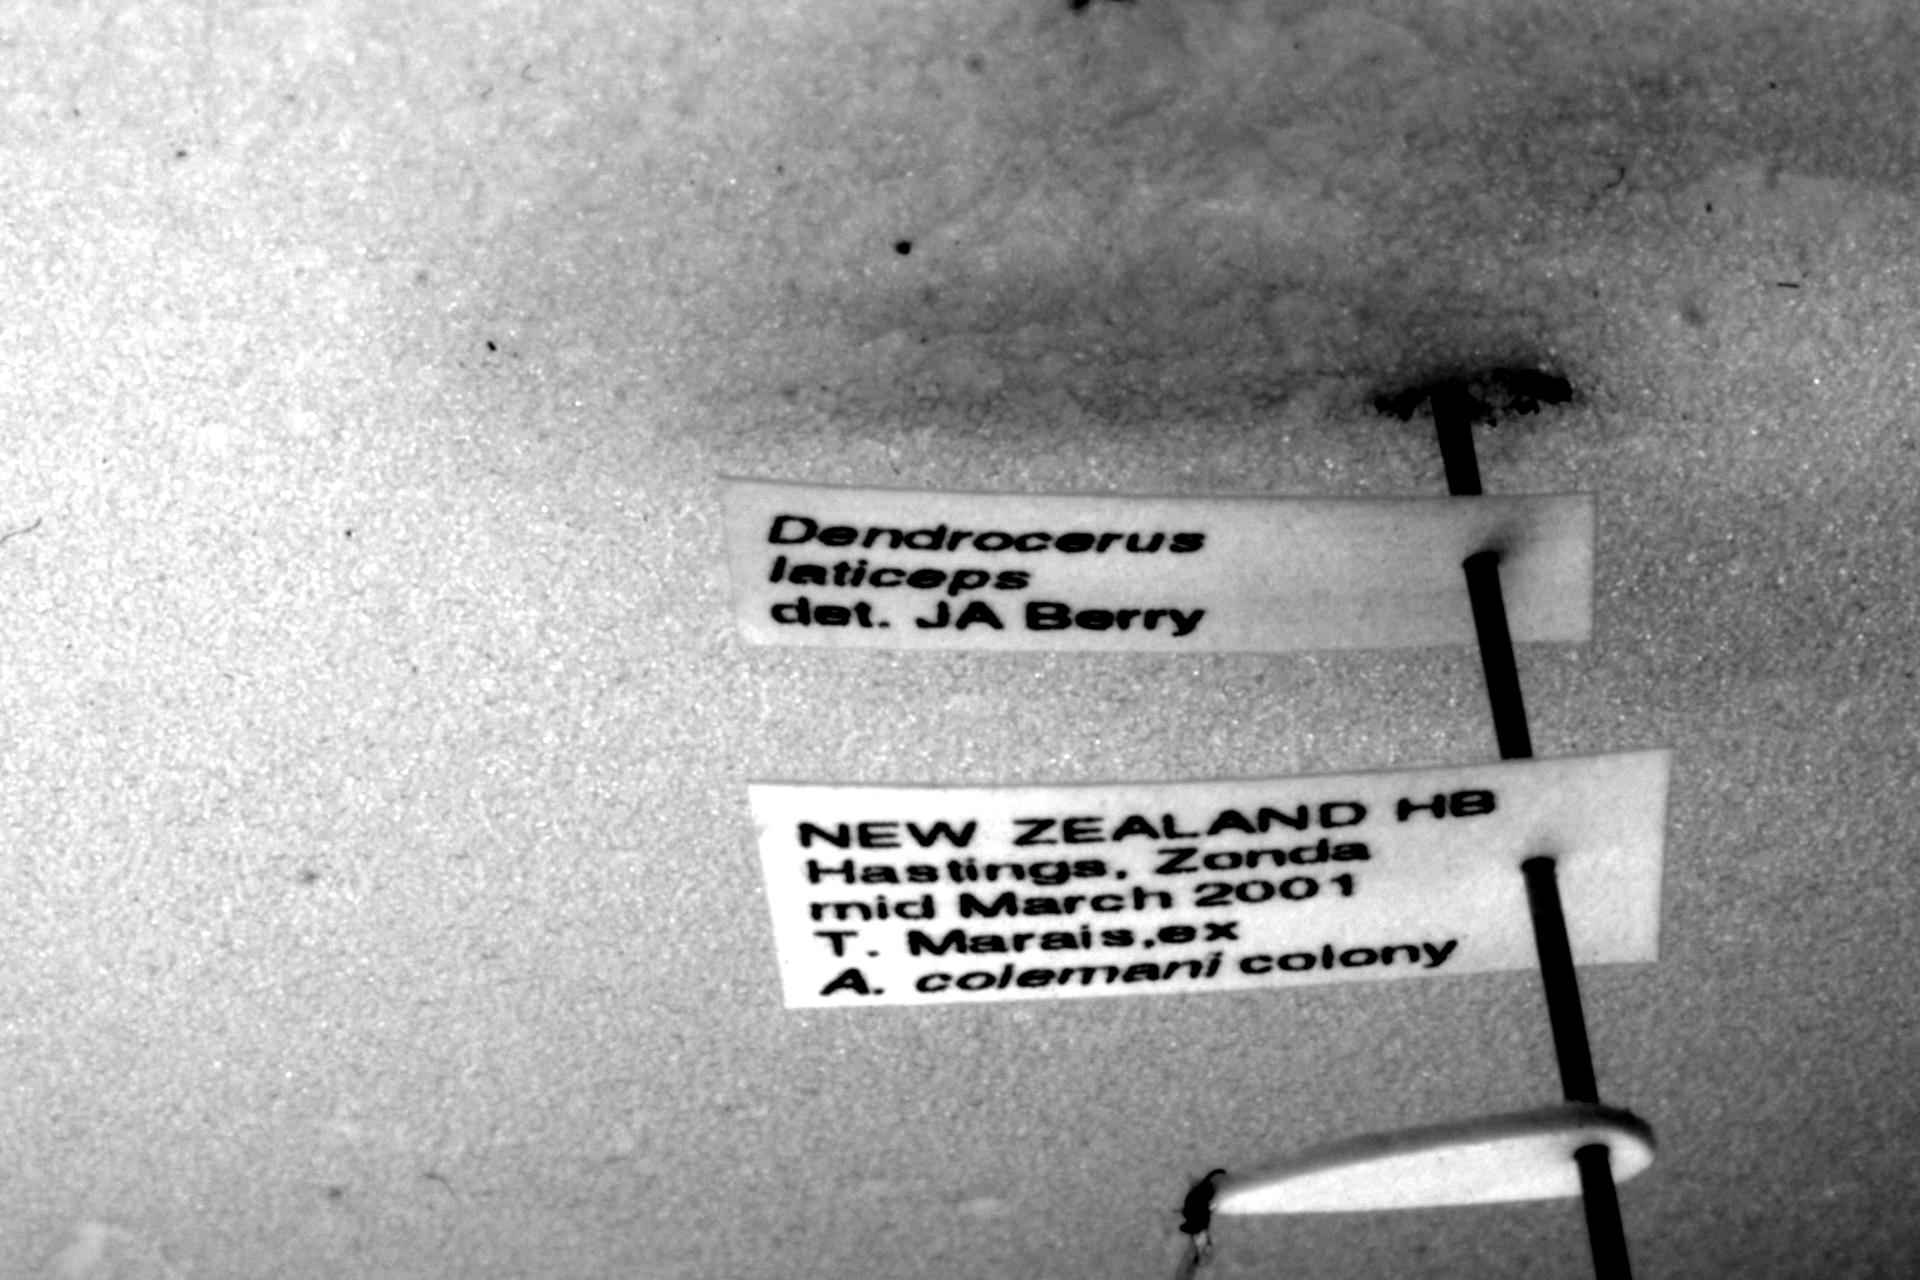 Dendrocerus
laticeps
det. JA Berry
NEW ZEALAND HB
Hastings, Zonda
mid March 2001
T. Marais,ex
A. colemani colony